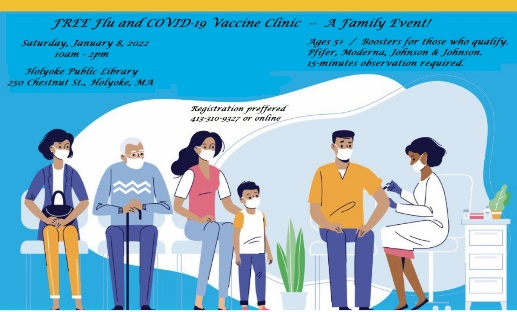 FREE Flu and COVID-19 Vaccine Clinic -- A Family Event!
Saturday, January 8, 2022
10am - 2pm
Holyoke Public Library
250 Chestnut St., Holyoke, MA
Ages 5+ / Boosters for those who qualify.
Pfifer, Moderna, Johnson & Johnson.
15-minutes observation required.
Registration preffered
413-310-9327 or online